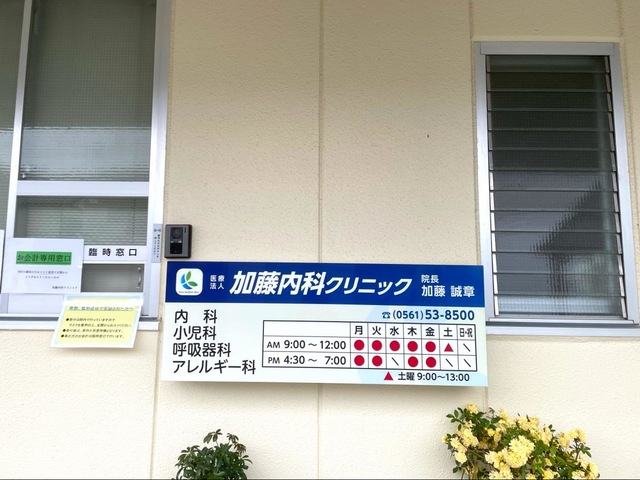 お会計専用窓口
臨時窓口
医療法人 加藤内科クリニック 院長 加藤 誠章
☎(0561)53-8500
内 科
小児科
呼吸器科
アレルギー科
月 火 水 木 金 土 日・祝
AM 9:00～12:00 ● ● ● ● ● ▲ ＼
PM 4:30～ 7:00 ● ● ＼ ● ● ＼ ＼
▲ 土曜 9:00～13:00